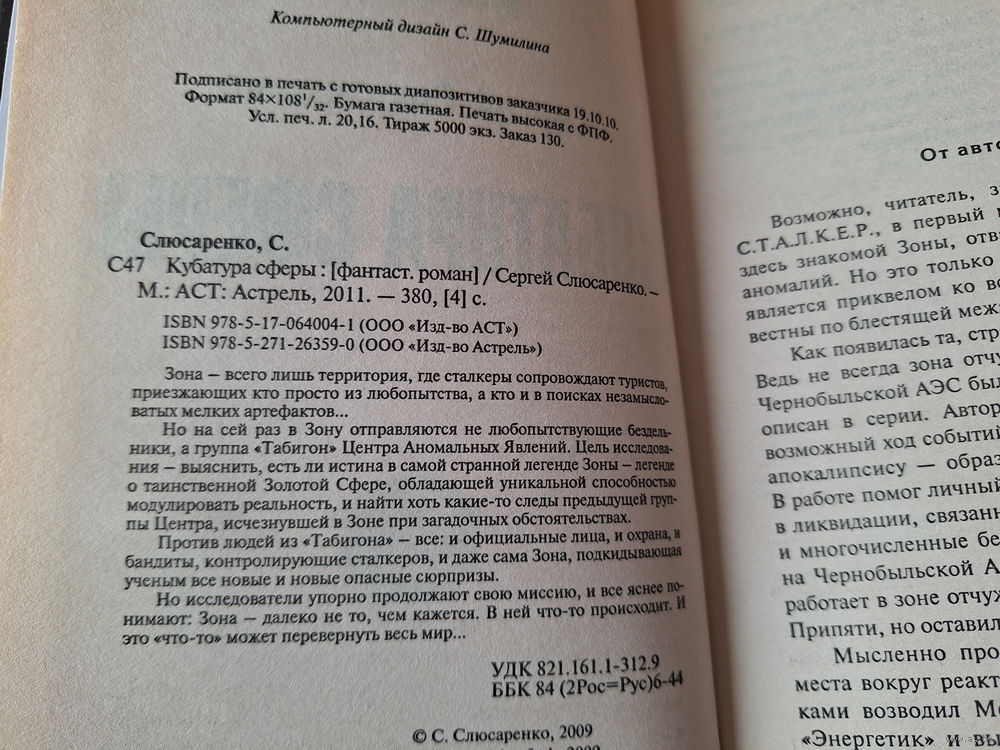 Компьютерный дизайн С. Шумилина
Подписано в печать с готовых диапозитивов заказчика 19.10.10.
Формат 84×108 1/32. Бумага газетная. Печать высокая с ФПФ.
Усл. печ. л. 20,16. Тираж 5000 экз. Заказ 130.
Слюсаренко, С.
С47 Кубатура сферы : [фантаст. роман] / Сергей Слюсаренко. –
М.: АСТ: Астрель, 2011. — 380, [4] с.
ISBN 978-5-17-064004-1 (ООО «Изд-во АСТ»)
ISBN 978-5-271-26359-0 (ООО «Изд-во Астрель»)
Зона – всего лишь территория, где сталкеры сопровождают туристов,
приезжающих кто просто из любопытства, а кто и в поисках незамысло-
ватых мелких артефактов...
Но на сей раз в Зону отправляются не любопытствующие бездель-
ники, а группа «Табигон» Центра Аномальных Явлений. Цель исследова-
ния – выяснить, есть ли истина в самой странной легенде Зоны – легенде
о таинственной Золотой Сфере, обладающей уникальной способностью
модулировать реальность, и найти хоть какие-то следы предыдущей груп-
пы Центра, исчезнувшей в Зоне при загадочных обстоятельствах.
Против людей из «Табигона» – все: и официальные лица, и охрана, и
бандиты, контролирующие сталкеров, и даже сама Зона, подкидывающая
ученым все новые и новые опасные сюрпризы.
Но исследователи упорно продолжают свою миссию, и все яснее по-
нимают: Зона – далеко не то, чем кажется. В ней что-то происходит. И
это «что-то» может перевернуть весь мир...
УДК 821.161.1-312.9
ББК 84 (2Рос=Рус)6-44
© С. Слюсаренко, 2009
От авто
Возможно, читатель, з
С.Т.А.Л.К.Е.Р., в первый
здесь знакомой Зоны, отв
аномалий. Но это только
является приквелом ко вс
вестны по блестящей меж
Как появилась та, стр
Ведь не всегда зона отчу
Чернобыльской АЭС был
описан в серии. Автор
возможный ход событий
апокалипсису — образ
В работе помог личный
в ликвидации, связанн
и многочисленные бе
на Чернобыльской А
работает в зоне отчуж
Припяти, но оставил
Мысленно про
места вокруг реакт
ками возводил Мо
«Энергетик» и вы